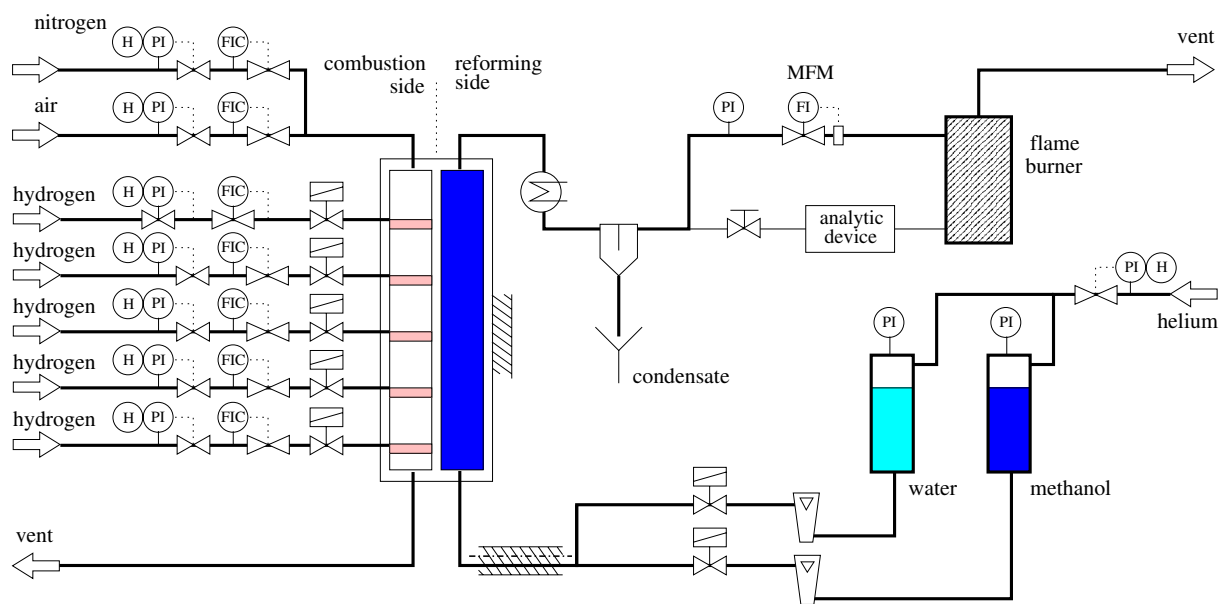 nitrogen
H PI FIC
air
H PI FIC
combustion
side
reforming
side
hydrogen
H PI FIC
hydrogen
H PI FIC
hydrogen
H PI FIC
hydrogen
H PI FIC
hydrogen
H PI FIC
vent
vent
MFM
PI FI
flame
burner
analytic
device
condensate
PI H
helium
PI PI
water methanol